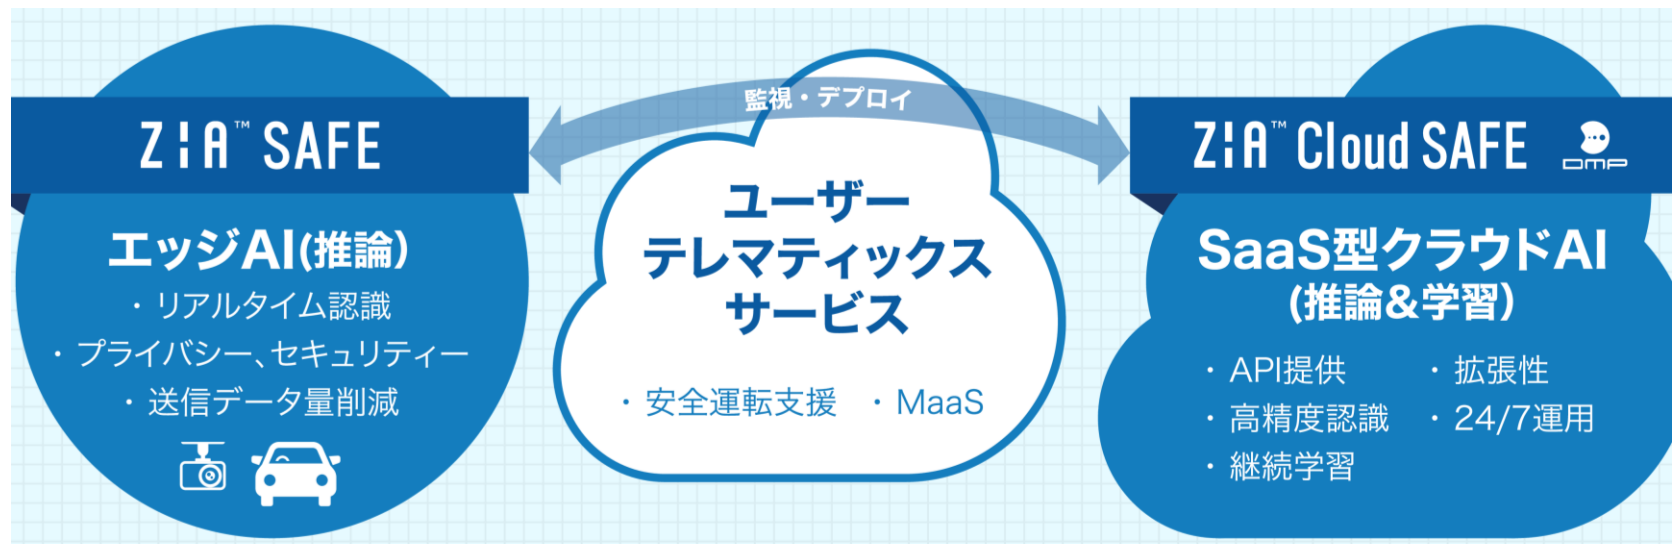 監視・デプロイ
ZIA™ SAFE
エッジAI(推論)
・リアルタイム認識
・プライバシー、セキュリティー
・送信データ量削減
ユーザー
テレマティックス
サービス
・安全運転支援 ・MaaS
ZIA™ Cloud SAFE DMP
SaaS型クラウドAI
(推論&学習)
・API提供 ・拡張性
・高精度認識 ・24/7運用
・継続学習